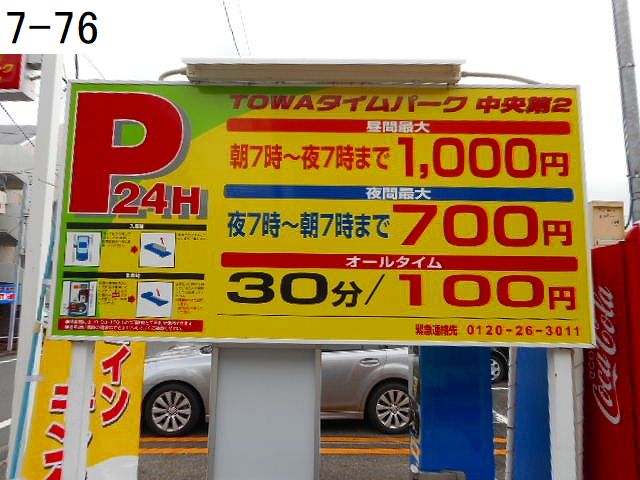 7-76
P
24H
TOWAタイムパーク 中央第2
昼間最大
朝7時～夜7時まで 1,000円
夜間最大
夜7時～朝7時まで 700円
オールタイム
30分/100円
緊急連絡先 0120-26-3011
Coca-Cola